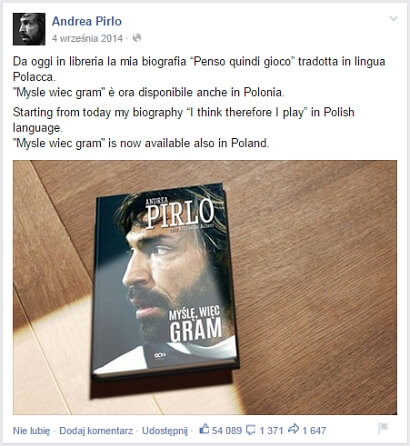 Andrea Pirlo
4 września 2014 ·
Da oggi in libreria la mia biografia “Penso quindi gioco” tradotta in lingua
Polacca.
"Mysle wiec gram" è ora disponibile anche in Polonia.
Starting from today my biography “I think therefore I play” in Polish
language.
"Mysle wiec gram" is now available also in Poland.
ANDREA
PIRLO
MYŚLĘ, WIĘC
GRAM
Nie lubię · Dodaj komentarz · Udostępnij · 54 089 1 371 1 647